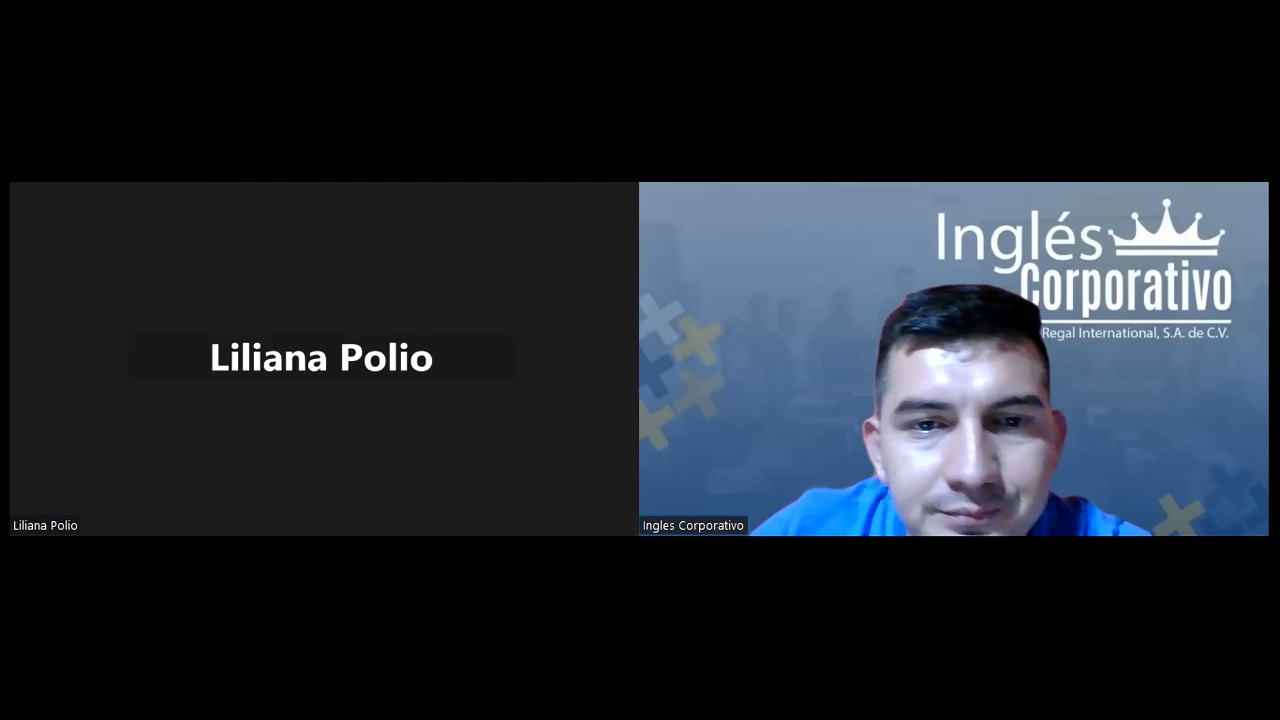 Liliana Polio
Liliana Polio
Inglés
Corporativo
Regal International, S.A. de C.V.
Ingles Corporativo